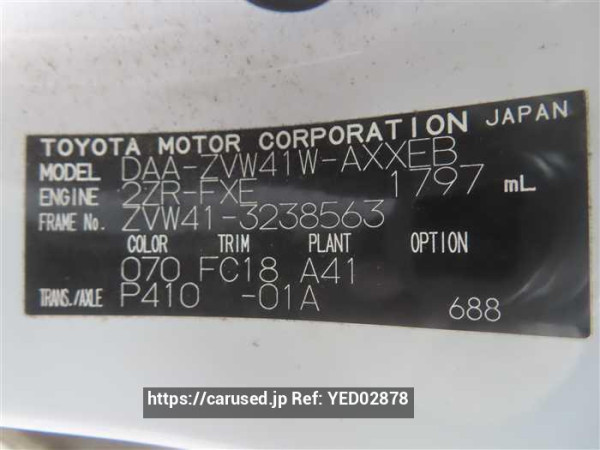 TOYOTA MOTOR CORPORATION JAPAN
MODEL DAA-ZVW41W-AXXEB
ENGINE 2ZR-FXE 1797 mL
FRAME No. ZVW41-3238563
COLOR TRIM PLANT OPTION
070 FC18 A41
TRANS./AXLE P410 -01A
688
https://carused.jp Ref: YED02878